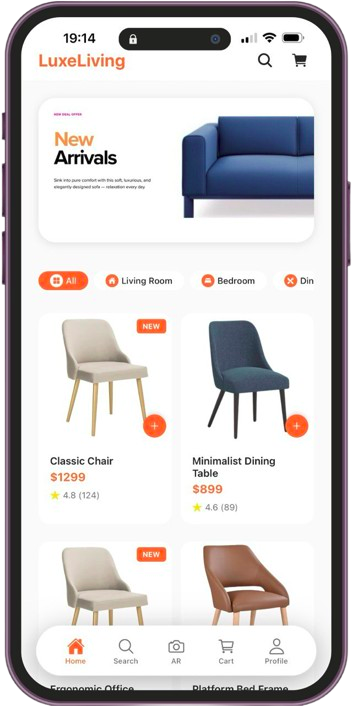 19:14
LuxeLiving
NEW DEAL OFFER
New
Arrivals
Sink into pure comfort with this soft, luxurious, and
elegantly designed sofa — relaxation every day
All
Living Room
Bedroom
Din
NEW
Classic Chair
$1299
4.8 (124)
Minimalist Dining
Table
$899
4.6 (89)
NEW
Home
Search
AR
Cart
Profile
Ergonomic Office
Platform Bed Frame